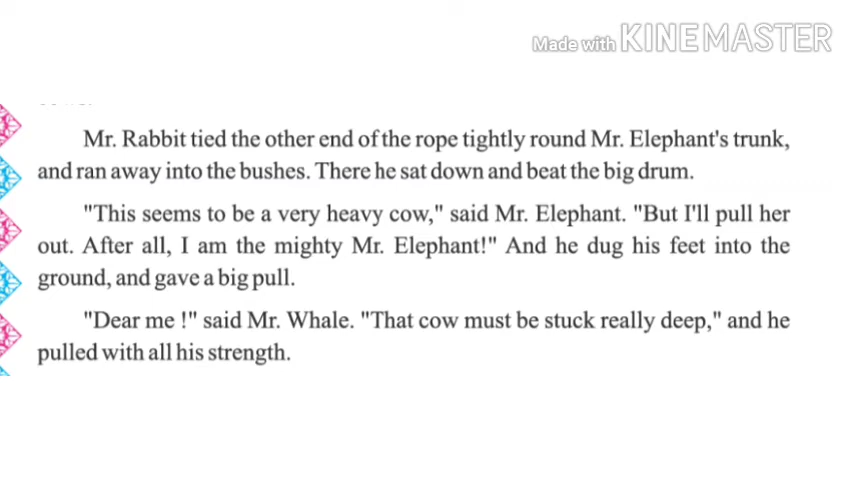 Made with KINEMASTER
Mr. Rabbit tied the other end of the rope tightly round Mr. Elephant's trunk,
and ran away into the bushes. There he sat down and beat the big drum.
"This seems to be a very heavy cow," said Mr. Elephant. "But I'll pull her
out. After all, I am the mighty Mr. Elephant!" And he dug his feet into the
ground, and gave a big pull.
"Dear me !" said Mr. Whale. "That cow must be stuck really deep," and he
pulled with all his strength.